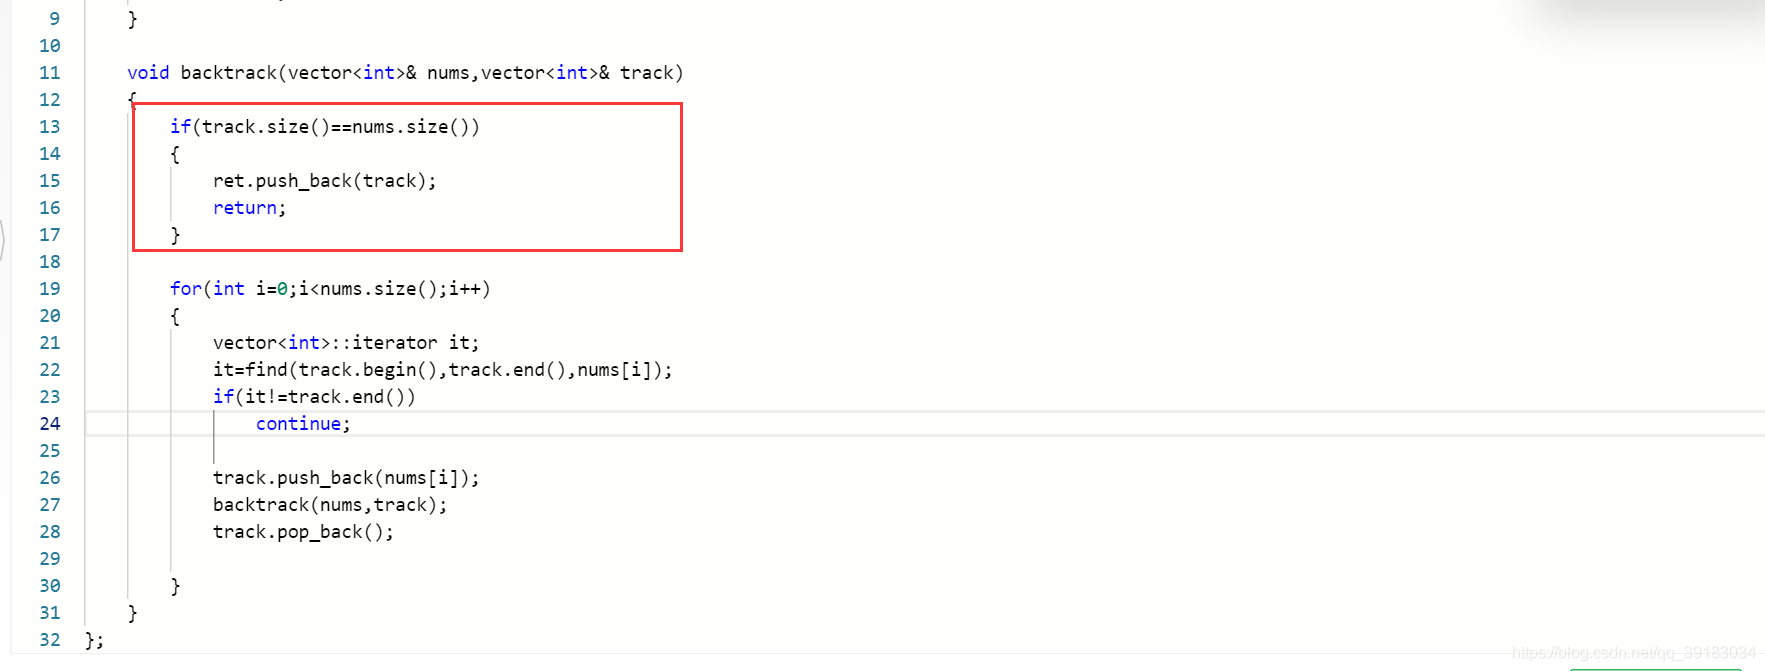 9 }
10
11 void backtrack(vector<int>& nums,vector<int>& track)
12 {
13 if(track.size()==nums.size())
14 {
15 ret.push_back(track);
16 return;
17 }
18
19 for(int i=0;i<nums.size();i++)
20 {
21 vector<int>::iterator it;
22 it=find(track.begin(),track.end(),nums[i]);
23 if(it!=track.end())
24 continue;
25
26 track.push_back(nums[i]);
27 backtrack(nums,track);
28 track.pop_back();
29
30 }
31 }
32 };
https://blog.csdn.net/qq_39183034